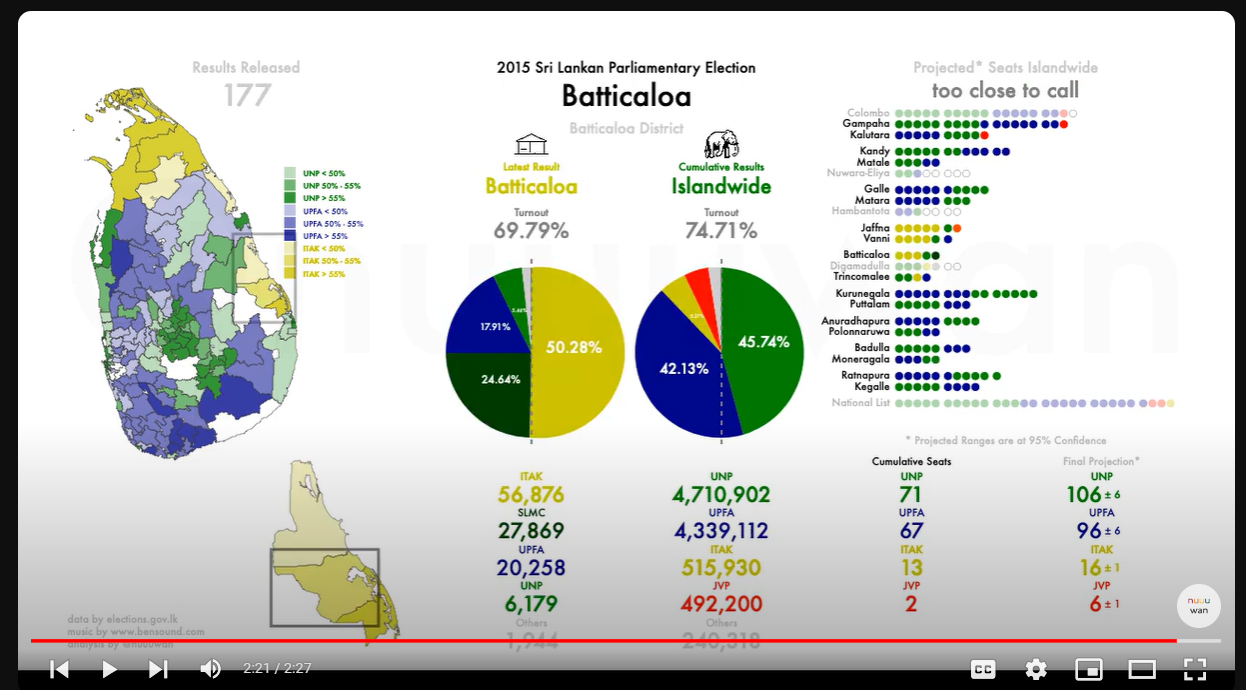 Results Released
177
2015 Sri Lankan Parliamentary Election
Batticaloa
Batticaloa District
Latest Result
Batticaloa
Turnout
69.79%
Cumulative Results
Islandwide
Turnout
74.71%
Projected* Seats Islandwide
too close to call
UNP < 50%
UNP 50% - 55%
UNP > 55%
UPFA < 50%
UPFA 50% - 55%
UPFA > 55%
ITAK < 50%
ITAK 50% - 55%
ITAK > 55%
50.28%
24.64%
17.91%
45.74%
42.13%
Colombo
Gampaha
Kalutara
Kandy
Matale
Nuwara-Eliya
Galle
Matara
Hambantota
Jaffna
Vanni
Batticaloa
Digamadulla
Trincomalee
Kurunegala
Puttalam
Anuradhapura
Polonnaruwa
Badulla
Moneragala
Ratnapura
Kegalle
National List
* Projected Ranges are at 95% Confidence
ITAK
56,876
SLMC
27,869
UPFA
20,258
UNP
6,179
Others
1,944
UNP
4,710,902
UPFA
4,339,112
ITAK
515,930
JVP
492,200
Others
240,318
Cumulative Seats
UNP
71
UPFA
67
ITAK
13
JVP
2
Final Projection*
UNP
106 ± 6
UPFA
96 ± 6
ITAK
16 ± 1
JVP
6 ± 1
data by elections.gov.lk
music by www.bensound.com
analysis by @nuuuwan
nuuu
wan
2:21 / 2:27
CC